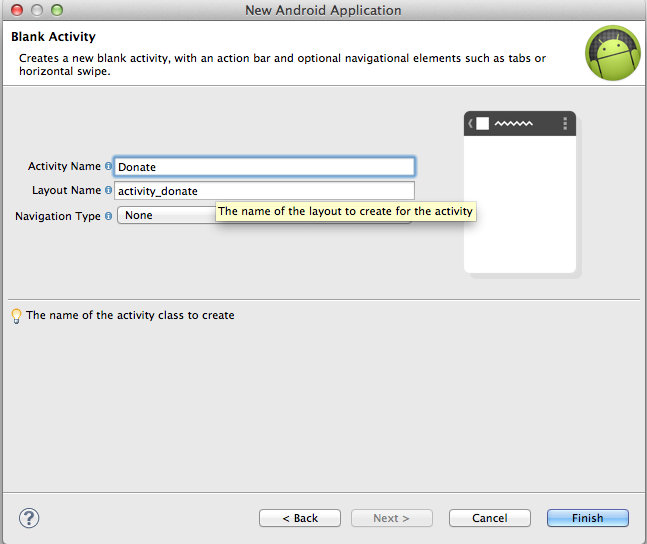 New Android Application
Blank Activity
Creates a new blank activity, with an action bar and optional navigational elements such as tabs or
horizontal swipe.
Activity Name Donate
Layout Name activity_donate
The name of the layout to create for the activity
Navigation Type None
The name of the activity class to create
? < Back Next > Cancel Finish